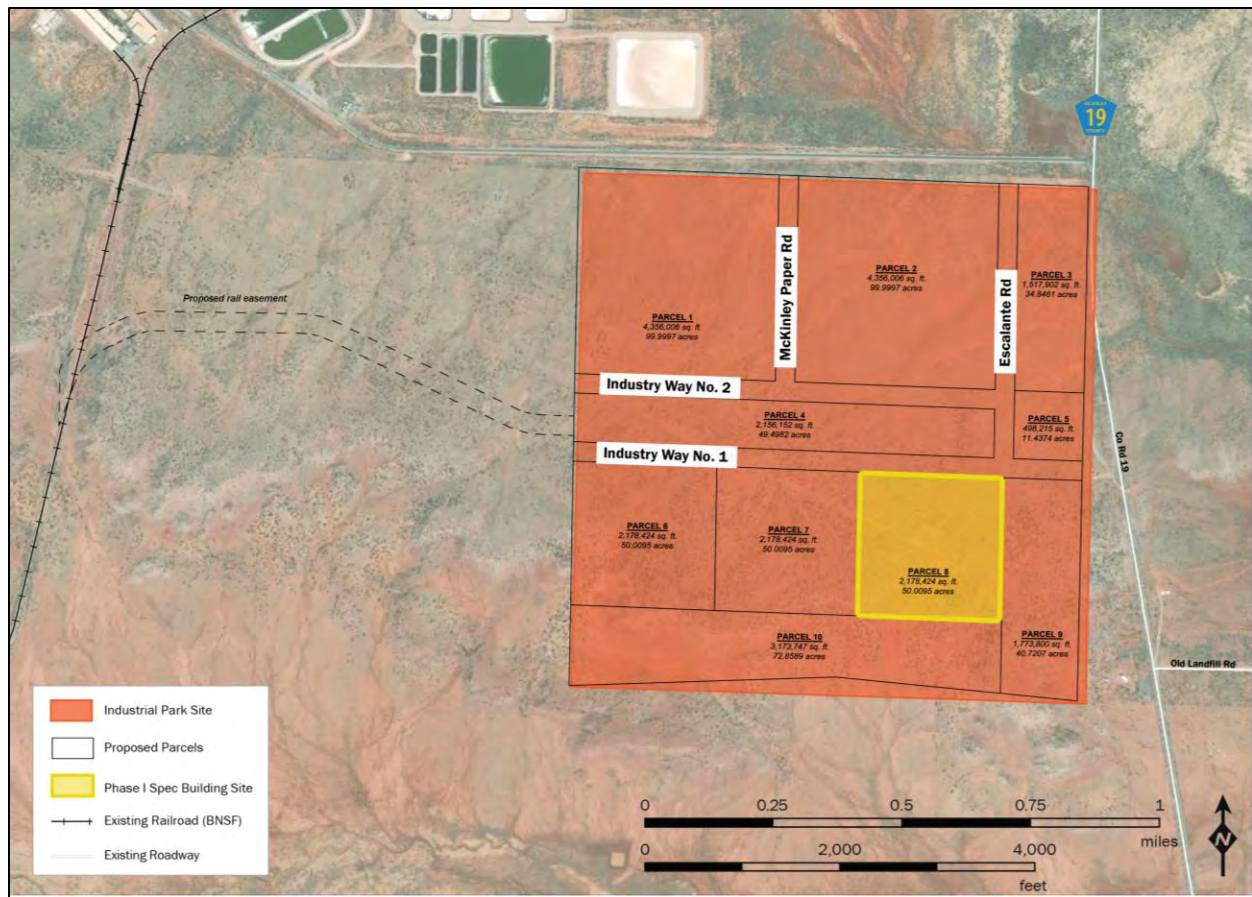 McKINLEY
19
COUNTY
McKinley Paper Rd
Escalante Rd
PARCEL 2
4,356,006 sq. ft.
99.9997 acres
PARCEL 3
1,517,902 sq. ft.
34.8461 acres
Proposed rail easement
PARCEL 1
4,356,006 sq. ft.
99.9997 acres
Industry Way No. 2
PARCEL 4
2,156,152 sq. ft.
49.4982 acres
PARCEL 5
498,215 sq. ft.
11.4374 acres
Industry Way No. 1
Co Rd 19
PARCEL 6
2,178,424 sq. ft.
50.0095 acres
PARCEL 7
2,178,424 sq. ft.
50.0095 acres
PARCEL 8
2,178,424 sq. ft.
50.0095 acres
PARCEL 10
3,173,747 sq. ft.
72.8589 acres
PARCEL 9
1,773,800 sq. ft.
40.7207 acres
Old Landfill Rd
Industrial Park Site
Proposed Parcels
Phase I Spec Building Site
Existing Railroad (BNSF)
Existing Roadway
0 0.25 0.5 0.75 1
miles
0 2,000 4,000
feet
N